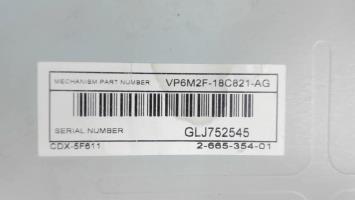 MECHANISM PART NUMBER VP6M2F-18C821-AG
SERIAL NUMBER GLJ752545
CDX-5F611 2-665-354-01